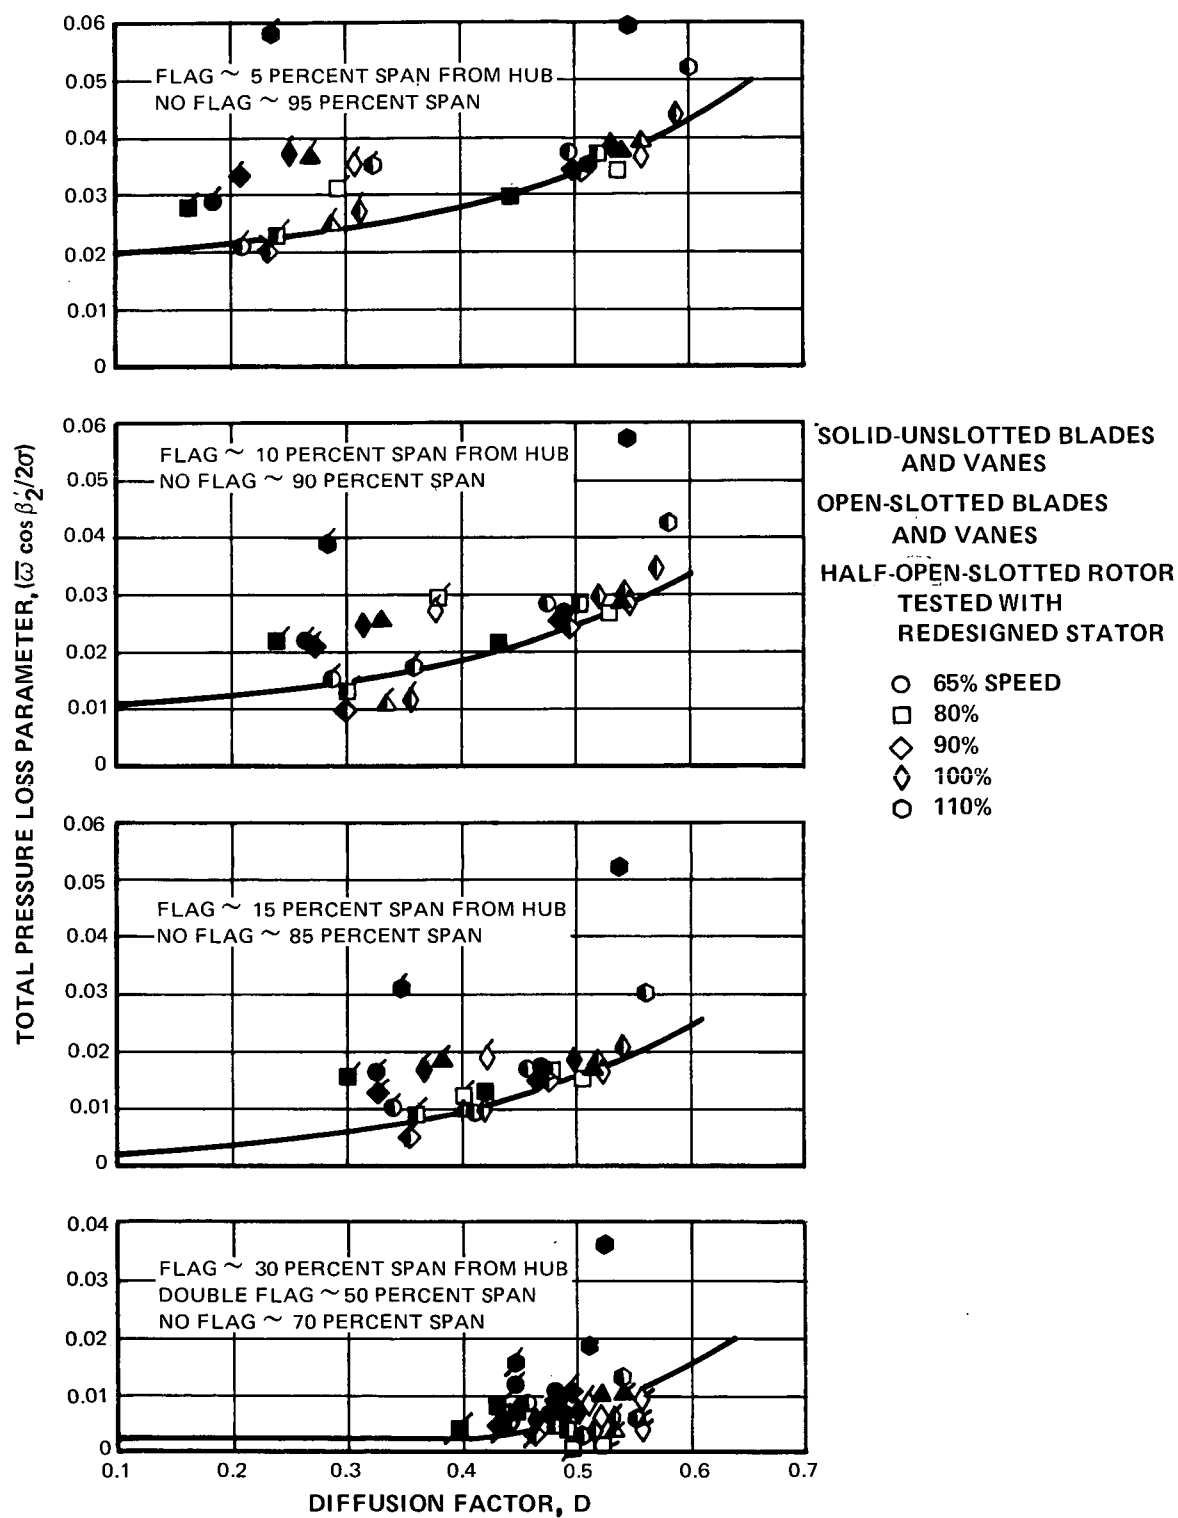 0.06
0.05
0.04
0.03
0.02
0.01
0
FLAG ~ 5 PERCENT SPAN FROM HUB
NO FLAG ~ 95 PERCENT SPAN
0.06
0.05
0.04
0.03
0.02
0.01
0
FLAG ~ 10 PERCENT SPAN FROM HUB
NO FLAG ~ 90 PERCENT SPAN
0.06
0.05
0.04
0.03
0.02
0.01
0
FLAG ~ 15 PERCENT SPAN FROM HUB
NO FLAG ~ 85 PERCENT SPAN
0.04
0.03
0.02
0.01
0
FLAG ~ 30 PERCENT SPAN FROM HUB
DOUBLE FLAG ~ 50 PERCENT SPAN
NO FLAG ~ 70 PERCENT SPAN
0.1 0.2 0.3 0.4 0.5 0.6 0.7
DIFFUSION FACTOR, D
TOTAL PRESSURE LOSS PARAMETER, (ω̅ cos β′₂/2σ)
SOLID-UNSLOTTED BLADES
AND VANES
OPEN-SLOTTED BLADES
AND VANES
HALF-OPEN-SLOTTED ROTOR
TESTED WITH
REDESIGNED STATOR
65% SPEED
80%
90%
100%
110%